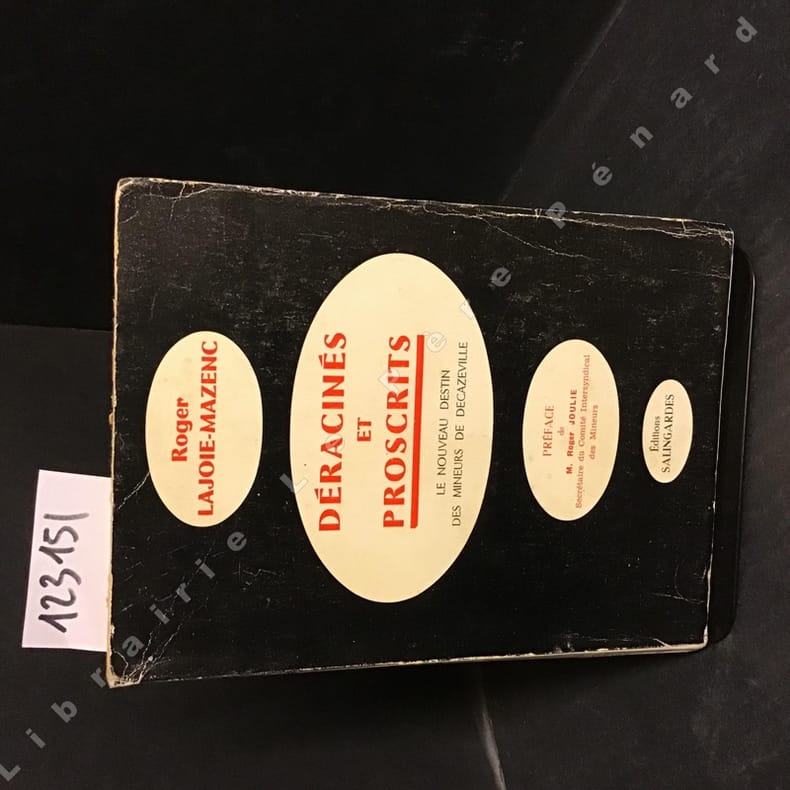 Roger
LAJOIE-MAZENC
DÉRACINÉS
ET
PROSCRITS
LE NOUVEAU DESTIN
DES MINEURS DE DECAZEVILLE
PRÉFACE
de
M. Roger JOULIE
Secrétaire du Comité Intersyndical
des Mineurs
Éditions
SALINGARDES
123151
Librairie Le Père Pénard